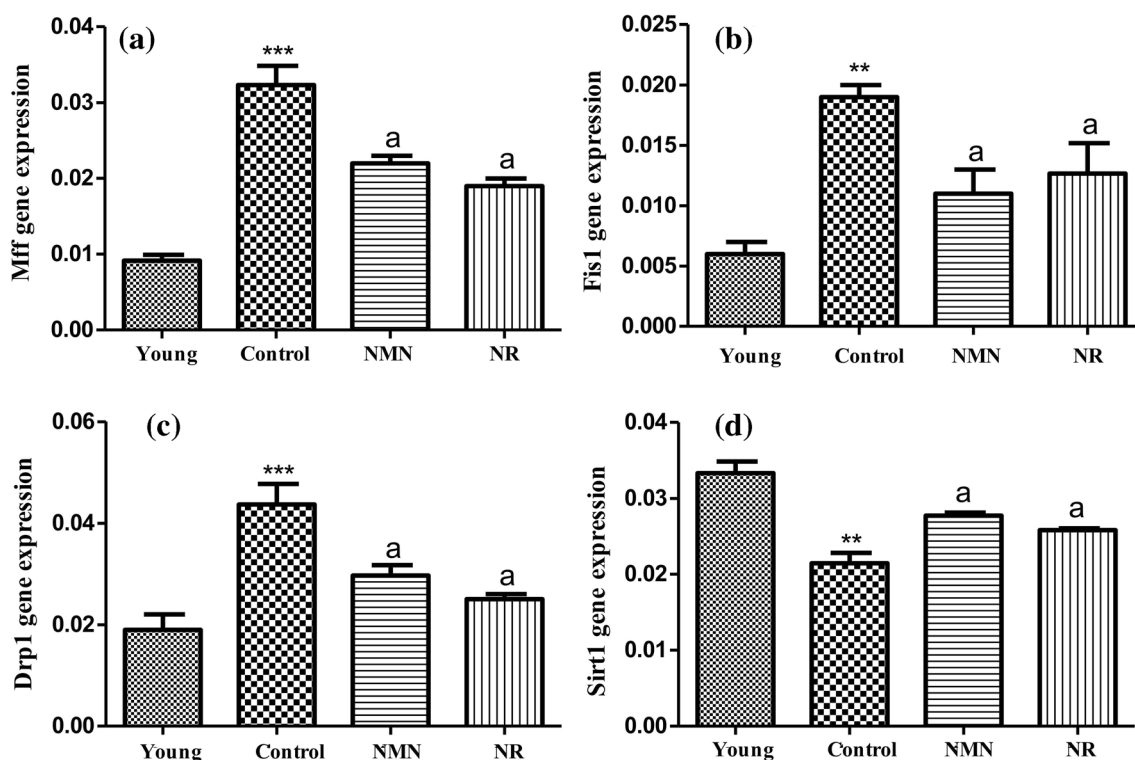 (a)
Mff gene expression
0.04
0.03
0.02
0.01
0.00
***
a
a
Young Control NMN NR
(b)
Fis1 gene expression
0.025
0.020
0.015
0.010
0.005
0.000
**
a
a
Young Control NMN NR
(c)
Drp1 gene expression
0.06
0.04
0.02
0.00
***
a
a
Young Control NMN NR
(d)
Sirt1 gene expression
0.04
0.03
0.02
0.01
0.00
**
a
a
Young Control NMN NR